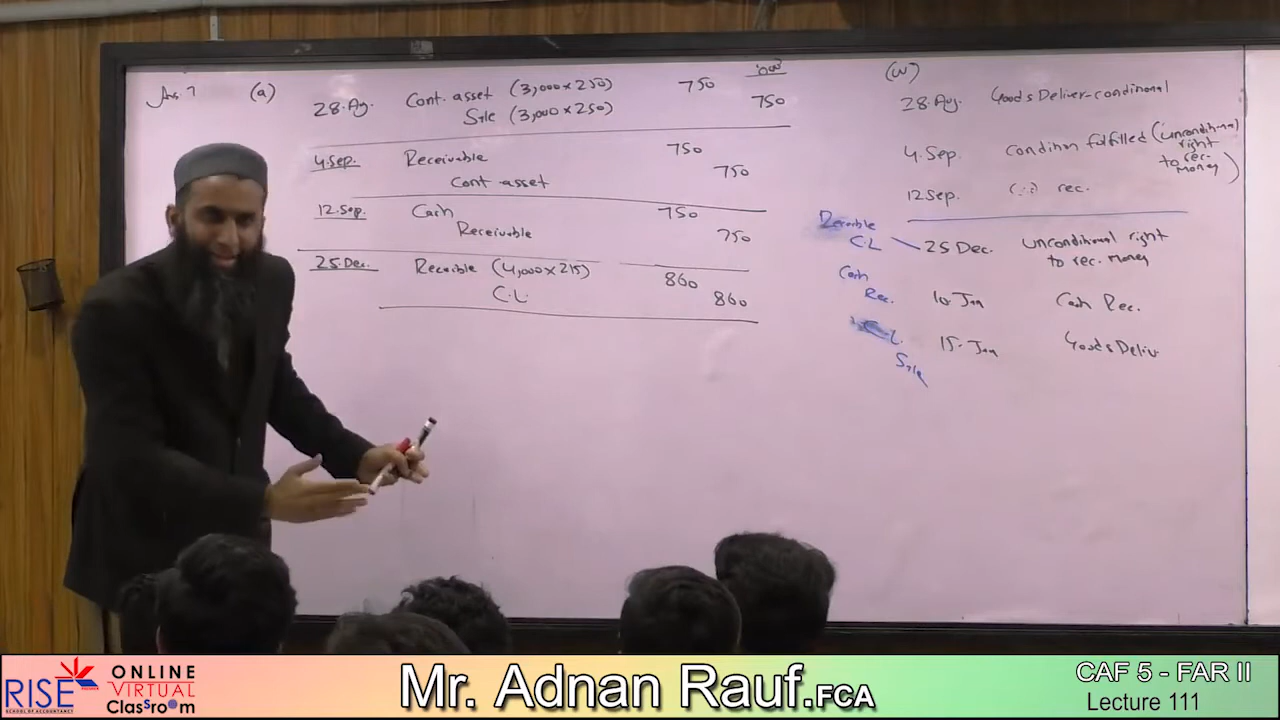 Ans. 7 (a)
'000'
28. Aug. Cont. asset (3,000 x 250) 750
Sale (3,000 x 250) 750
4. Sep. Receivable 750
Cont asset 750
12. Sep. Cash 750
Receivable 750
25. Dec. (4,000 x 215) 860
C.L. 860
(W)
28. Aug. Goods Deliver-conditional
4. Sep. Condition fulfilled (unconditional
right
to rec.
money)
12 Sep. rec.
C.L 25 Dec. unconditional right
to rec. money
Cash
Rec. 10 Jan Cash Rec.
15. Jan Goods Deliv
Sale
RISE
SCHOOL OF ACCOUNTANCY
ONLINE
VIRTUAL
Classroom
Mr. Adnan Rauf.FCA
CAF 5 - FAR II
Lecture 111